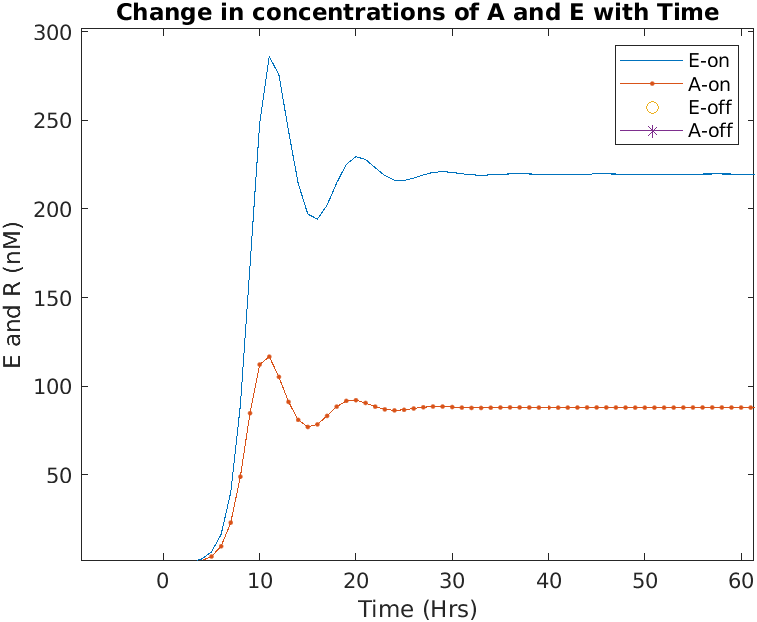 Change in concentrations of A and E with Time
E and R (nM)
300
250
200
150
100
50
0 10 20 30 40 50 60
Time (Hrs)
E-on
A-on
E-off
A-off